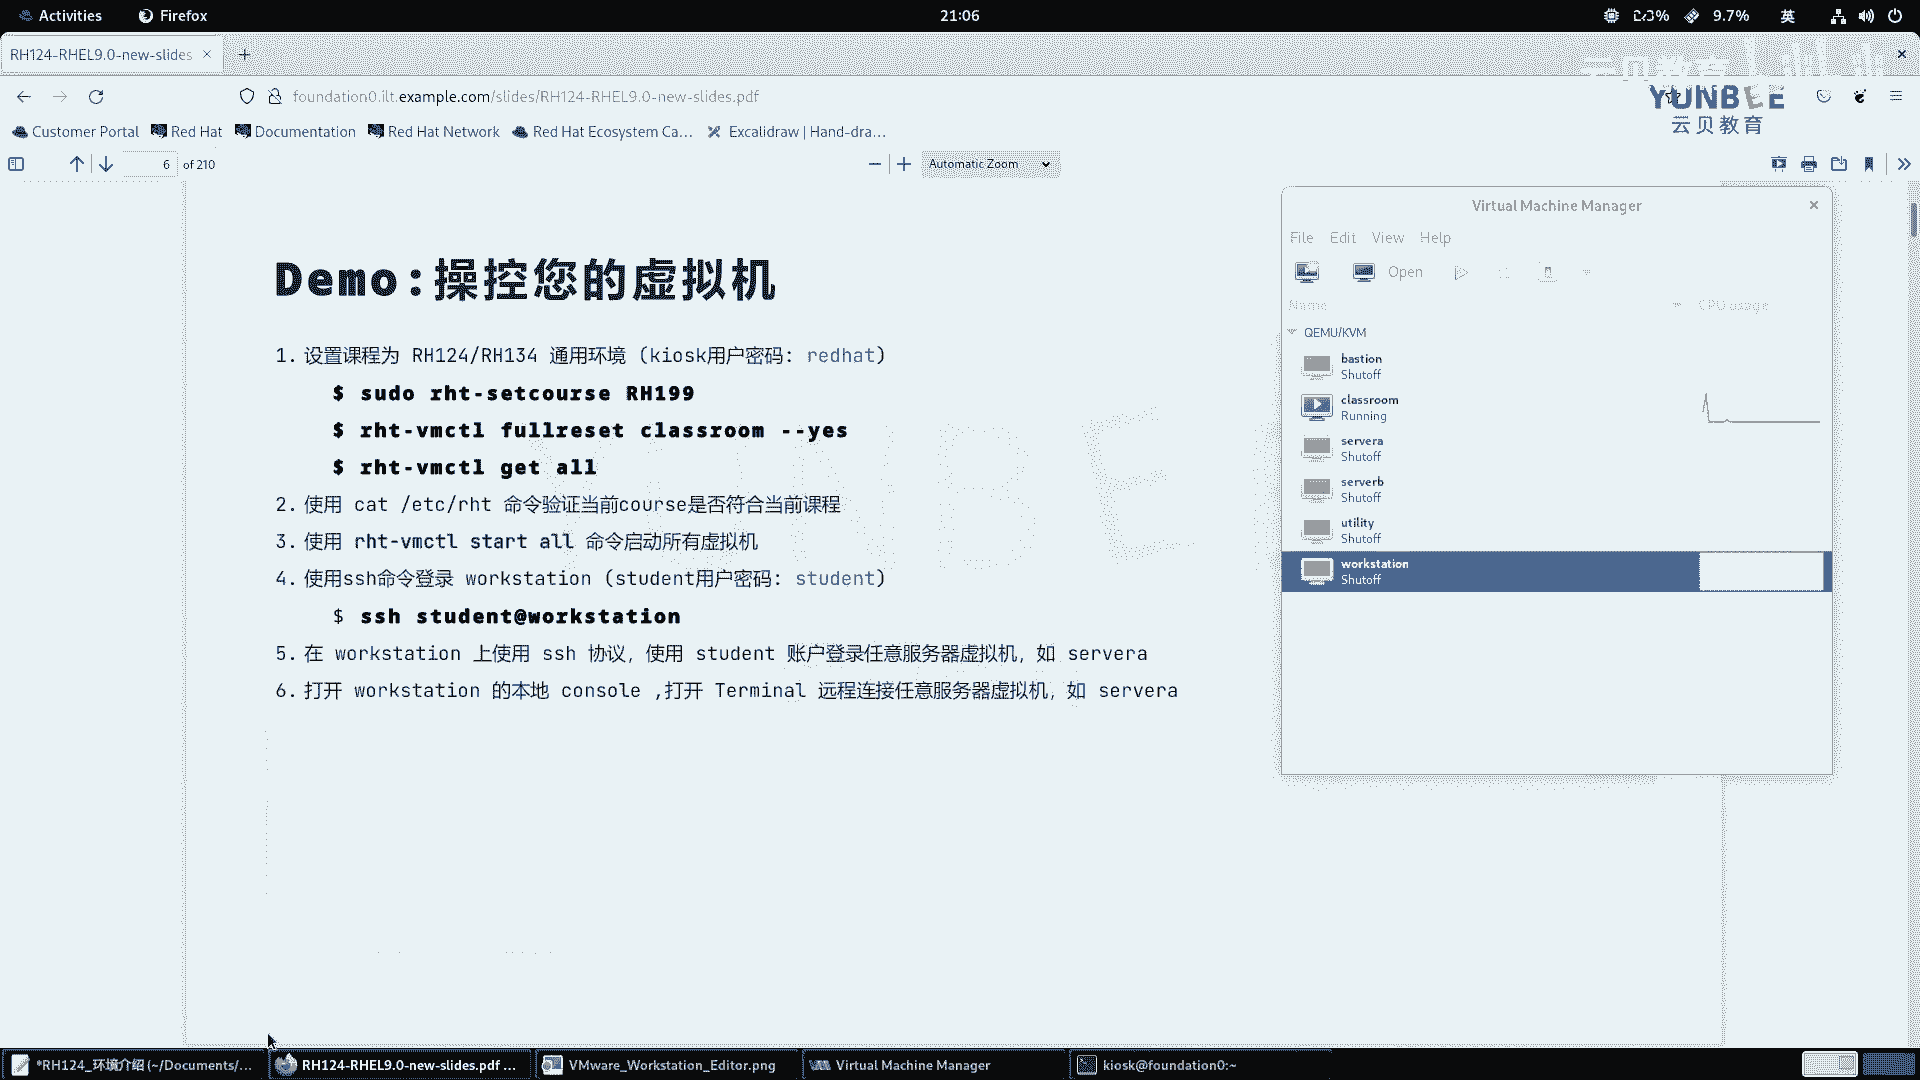 Activities Firefox 21:06 9.7% 英
RH124-RHEL9.0-new-slides
foundation0.ilt.example.com/slides/RH124-RHEL9.0-new-slides.pdf
YUNBEE
云贝教育
Customer Portal Red Hat Documentation Red Hat Network Red Hat Ecosystem Ca... Excalidraw | Hand-dra...
6 of 210 Automatic Zoom
Demo:操控您的虚拟机
1. 设置课程为 RH124/RH134 通用环境 (kiosk用户密码: redhat)
$ sudo rht-setcourse RH199
$ rht-vmctl fullreset classroom --yes
$ rht-vmctl get all
2. 使用 cat /etc/rht 命令验证当前course是否符合当前课程
3. 使用 rht-vmctl start all 命令启动所有虚拟机
4. 使用ssh命令登录 workstation (student用户密码: student)
$ ssh student@workstation
5. 在 workstation 上使用 ssh 协议, 使用 student 账户登录任意服务器虚拟机, 如 servera
6. 打开 workstation 的本地 console ,打开 Terminal 远程连接任意服务器虚拟机, 如 servera
Virtual Machine Manager
File Edit View Help
Open
Name CPU usage
QEMU/KVM
bastion
Shutoff
classroom
Running
servera
Shutoff
serverb
Shutoff
utility
Shutoff
workstation
Shutoff
*RH124_环境介绍 (~/Documents/... RH124-RHEL9.0-new-slides.pdf ... VMware_Workstation_Editor.png Virtual Machine Manager kiosk@foundation0:~